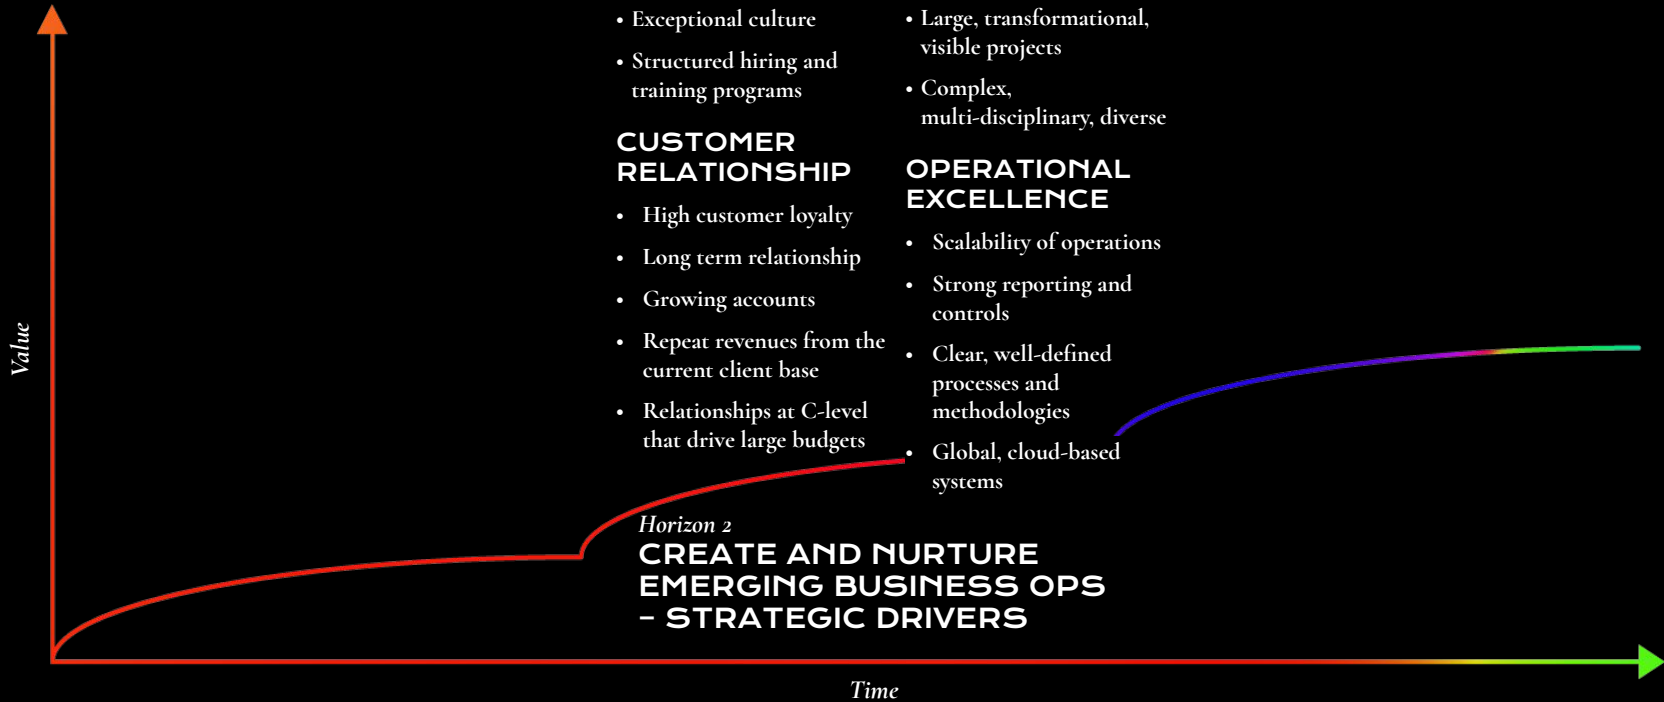 • Exceptional culture
• Structured hiring and
training programs
CUSTOMER
RELATIONSHIP
• High customer loyalty
• Long term relationship
• Growing accounts
• Repeat revenues from the
current client base
• Relationships at C-level
that drive large budgets
• Large, transformational,
visible projects
• Complex,
multi-disciplinary, diverse
OPERATIONAL
EXCELLENCE
• Scalability of operations
• Strong reporting and
controls
• Clear, well-defined
processes and
methodologies
• Global, cloud-based
systems
Value
Horizon 2
CREATE AND NURTURE
EMERGING BUSINESS OPS
– STRATEGIC DRIVERS
Time